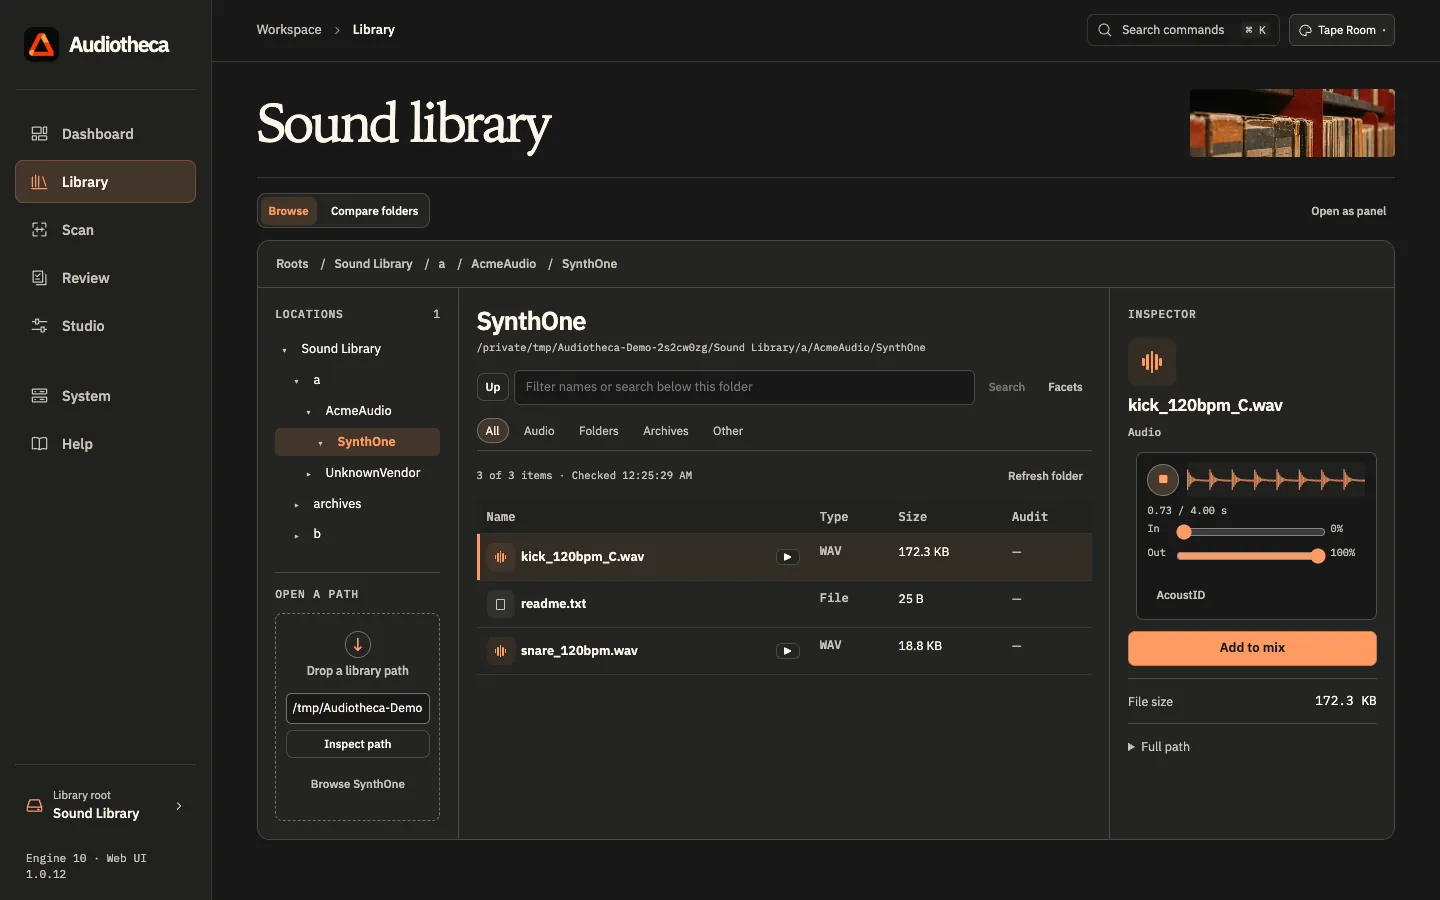 Audiotheca
Dashboard
Library
Scan
Review
Studio
System
Help
Library root
Sound Library
Engine 10 · Web UI
1.0.12
Workspace › Library
Search commands ⌘ K
Tape Room
Sound library
Browse
Compare folders
Open as panel
Roots / Sound Library / a / AcmeAudio / SynthOne
LOCATIONS 1
Sound Library
a
AcmeAudio
SynthOne
UnknownVendor
archives
b
OPEN A PATH
Drop a library path
/tmp/Audiotheca-Demo
Inspect path
Browse SynthOne
SynthOne
/private/tmp/Audiotheca-Demo-2s2cw0zg/Sound Library/a/AcmeAudio/SynthOne
Up
Filter names or search below this folder
Search
Facets
All Audio Folders Archives Other
3 of 3 items · Checked 12:25:29 AM
Refresh folder
Name Type Size Audit
kick_120bpm_C.wav WAV 172.3 KB —
readme.txt File 25 B —
snare_120bpm.wav WAV 18.8 KB —
INSPECTOR
kick_120bpm_C.wav
Audio
0.73 / 4.00 s
In 0%
Out 100%
AcoustID
Add to mix
File size 172.3 KB
Full path